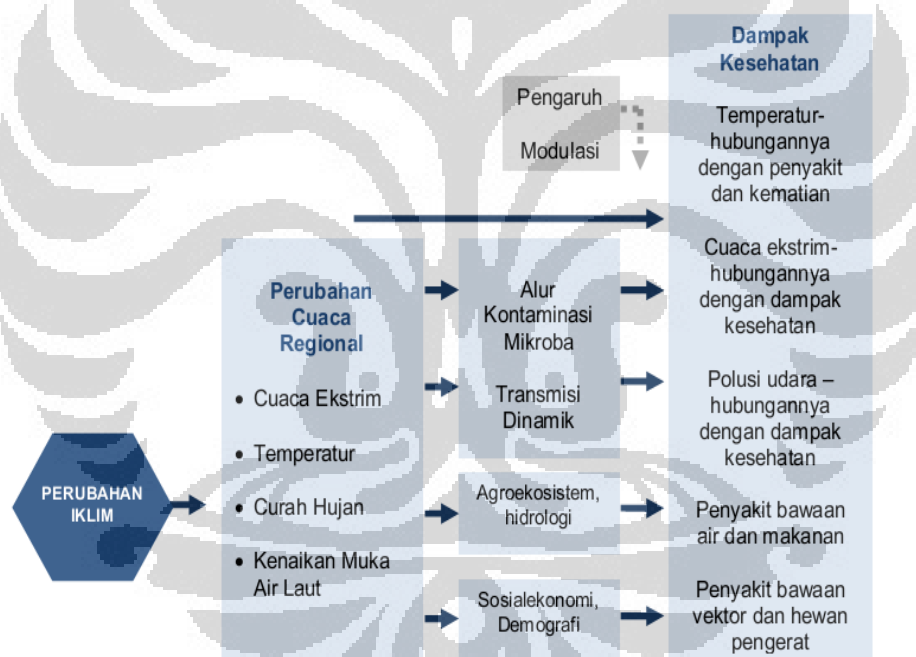 PERUBAHAN
IKLIM
Perubahan
Cuaca
Regional
• Cuaca Ekstrim
• Temperatur
• Curah Hujan
• Kenaikan Muka
Air Laut
Pengaruh
Modulasi
Alur
Kontaminasi
Mikroba
Transmisi
Dinamik
Agroekosistem,
hidrologi
Sosialekonomi,
Demografi
Dampak
Kesehatan
Temperatur-
hubungannya
dengan penyakit
dan kematian
Cuaca ekstrim-
hubungannya
dengan dampak
kesehatan
Polusi udara –
hubungannya
dengan dampak
kesehatan
Penyakit bawaan
air dan makanan
Penyakit bawaan
vektor dan hewan
pengerat